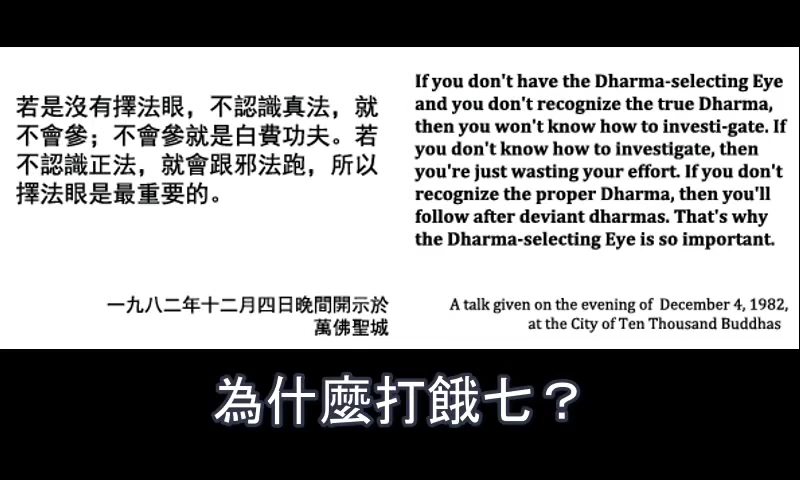 若是沒有擇法眼，不認識真法，就
不會參；不會參就是白費功夫。若
不認識正法，就會跟邪法跑，所以
擇法眼是最重要的。
一九八二年十二月四日晚間開示於
萬佛聖城
If you don't have the Dharma-selecting Eye
and you don't recognize the true Dharma,
then you won't know how to investi-gate. If
you don't know how to investigate, then
you're just wasting your effort. If you don't
recognize the proper Dharma, then you'll
follow after deviant dharmas. That's why
the Dharma-selecting Eye is so important.
A talk given on the evening of December 4, 1982,
at the City of Ten Thousand Buddhas
為什麼打餓七？